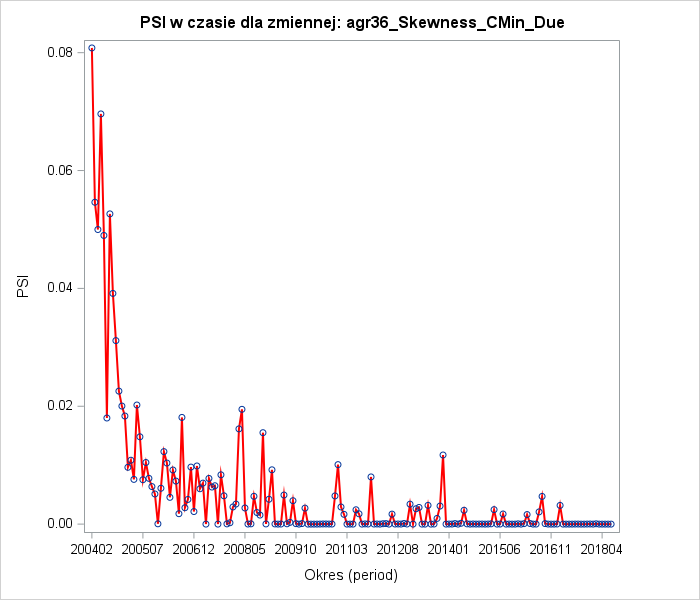 PSI w czasie dla zmiennej: agr36_Skewness_CMin_Due
0.08
0.06
0.04
0.02
0.00
PSI
200402 200507 200612 200805 200910 201103 201208 201401 201506 201611 201804
Okres (period)